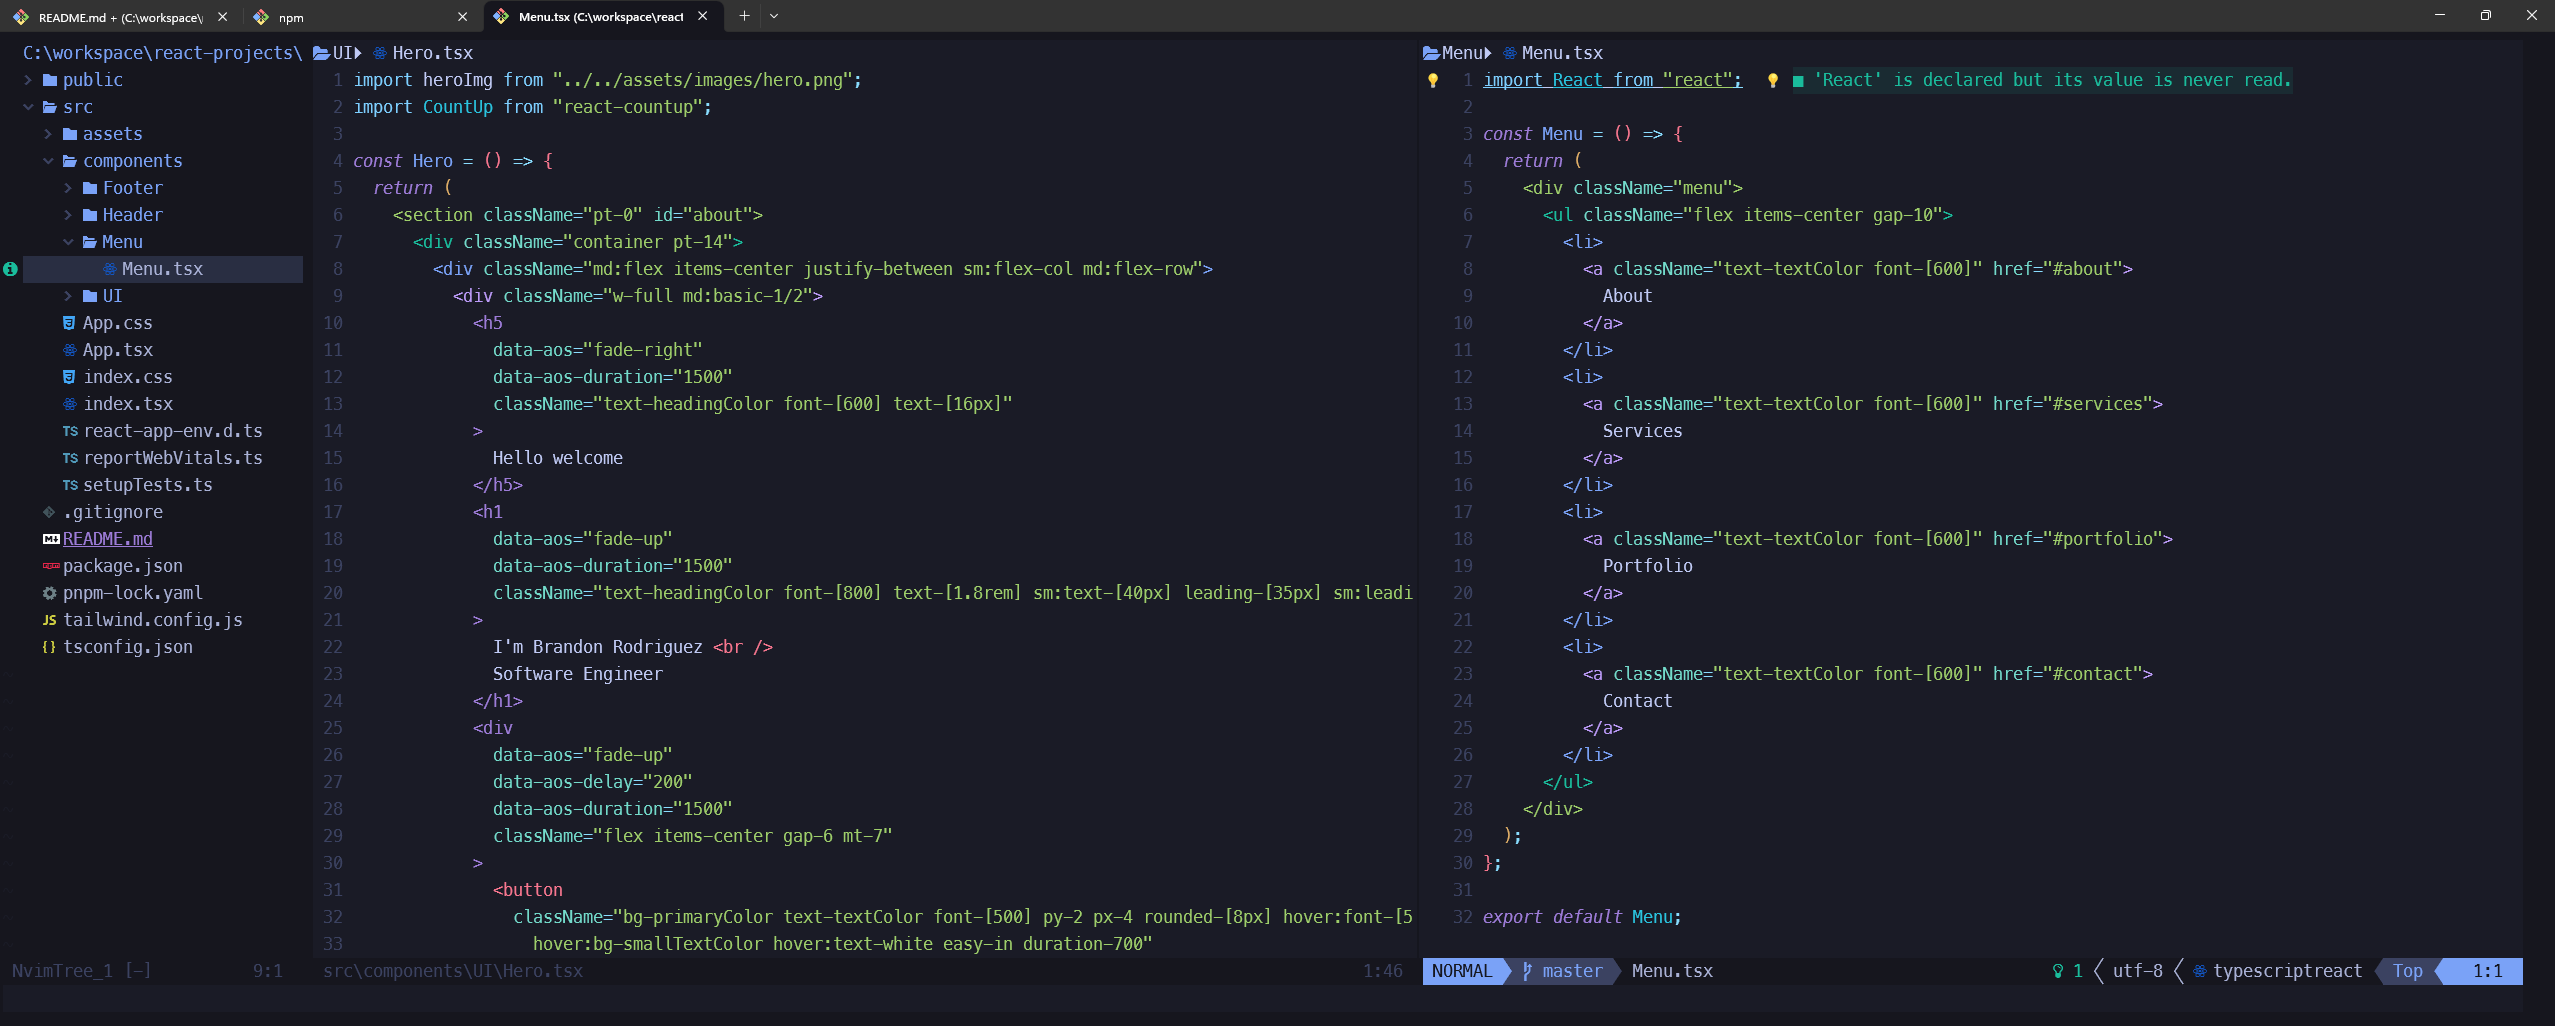 README.md + (C:\workspace\
npm
Menu.tsx (C:\workspace\react
C:\workspace\react-projects\
public
src
assets
components
Footer
Header
Menu
Menu.tsx
UI
App.css
App.tsx
index.css
index.tsx
TS react-app-env.d.ts
TS reportWebVitals.ts
TS setupTests.ts
.gitignore
M↓ README.md
package.json
pnpm-lock.yaml
JS tailwind.config.js
{} tsconfig.json
NvimTree_1 [-] 9:1
UI Hero.tsx
1 import heroImg from "../../assets/images/hero.png";
2 import CountUp from "react-countup";
3
4 const Hero = () => {
5 return (
6 <section className="pt-0" id="about">
7 <div className="container pt-14">
8 <div className="md:flex items-center justify-between sm:flex-col md:flex-row">
9 <div className="w-full md:basic-1/2">
10 <h5
11 data-aos="fade-right"
12 data-aos-duration="1500"
13 className="text-headingColor font-[600] text-[16px]"
14 >
15 Hello welcome
16 </h5>
17 <h1
18 data-aos="fade-up"
19 data-aos-duration="1500"
20 className="text-headingColor font-[800] text-[1.8rem] sm:text-[40px] leading-[35px] sm:leadi
21 >
22 I'm Brandon Rodriguez <br />
23 Software Engineer
24 </h1>
25 <div
26 data-aos="fade-up"
27 data-aos-delay="200"
28 data-aos-duration="1500"
29 className="flex items-center gap-6 mt-7"
30 >
31 <button
32 className="bg-primaryColor text-textColor font-[500] py-2 px-4 rounded-[8px] hover:font-[5
33 hover:bg-smallTextColor hover:text-white easy-in duration-700"
src\components\UI\Hero.tsx 1:46
Menu Menu.tsx
1 import React from "react"; ■ 'React' is declared but its value is never read.
2
3 const Menu = () => {
4 return (
5 <div className="menu">
6 <ul className="flex items-center gap-10">
7 <li>
8 <a className="text-textColor font-[600]" href="#about">
9 About
10 </a>
11 </li>
12 <li>
13 <a className="text-textColor font-[600]" href="#services">
14 Services
15 </a>
16 </li>
17 <li>
18 <a className="text-textColor font-[600]" href="#portfolio">
19 Portfolio
20 </a>
21 </li>
22 <li>
23 <a className="text-textColor font-[600]" href="#contact">
24 Contact
25 </a>
26 </li>
27 </ul>
28 </div>
29 );
30 };
31
32 export default Menu;
NORMAL master Menu.tsx 1 utf-8 typescriptreact Top 1:1